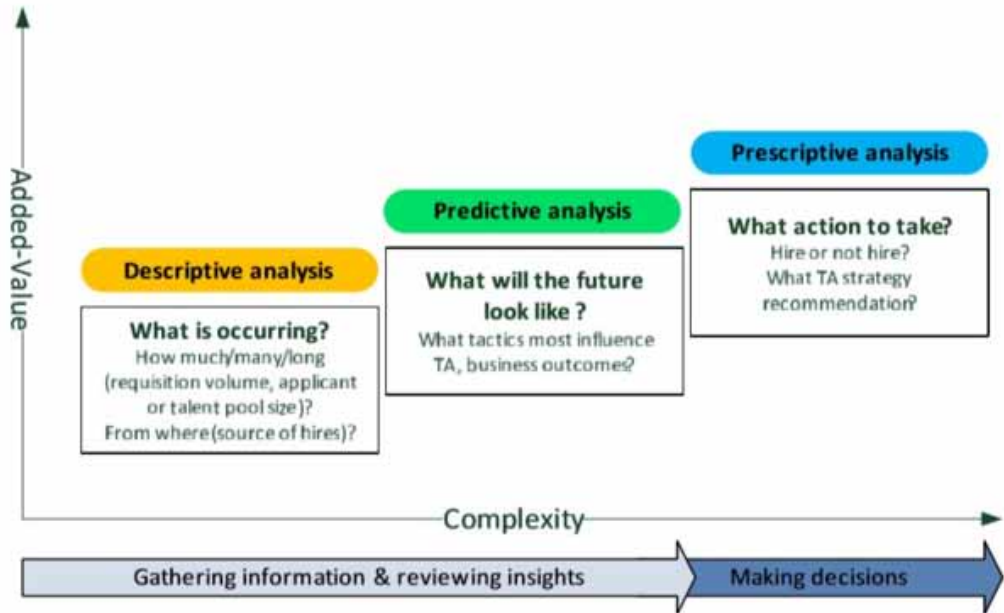 Added-Value
Prescriptive analysis
What action to take?
Hire or not hire?
What TA strategy
recommendation?
Predictive analysis
What will the future
look like ?
What tactics most influence
TA, business outcomes?
Descriptive analysis
What is occurring?
How much/many/long
(requisition volume, applicant
or talent pool size)?
From where (source of hires)?
Complexity
Gathering information & reviewing insights
Making decisions